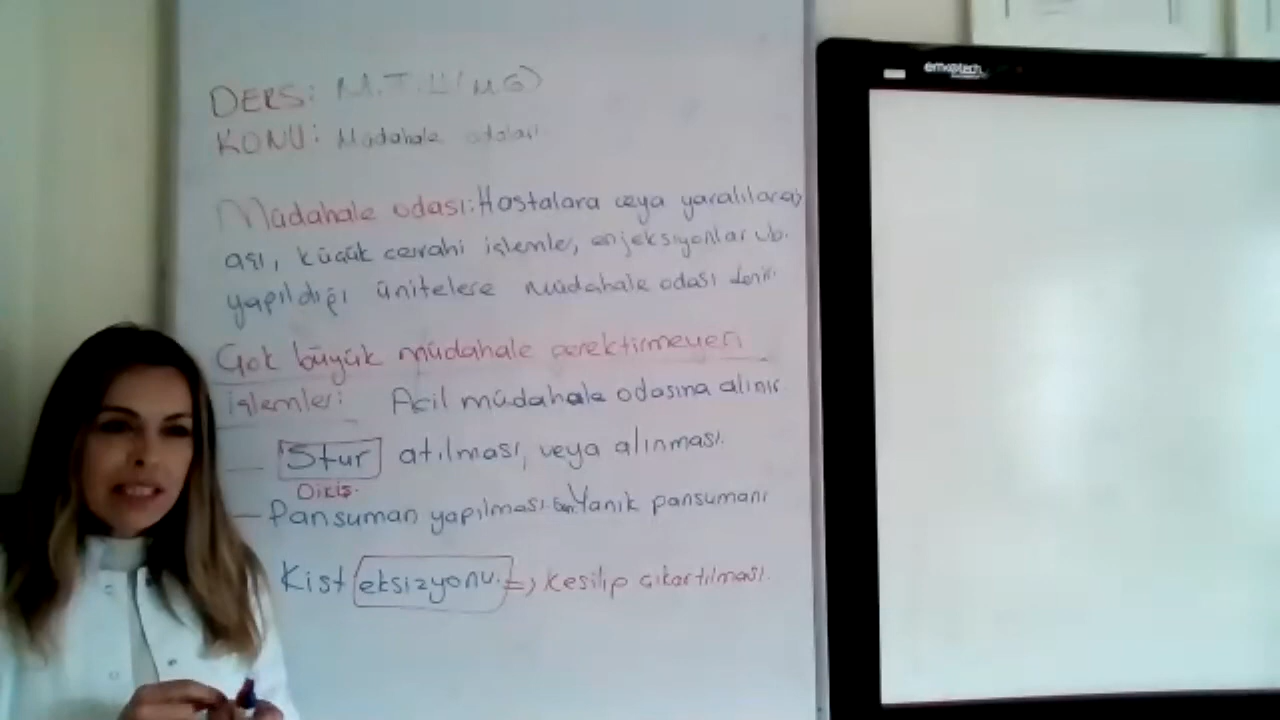 DERS: M.T.U(MG)
KONU: Müdahale odaları
Müdahale odası: Hastalara veya yaralılara
aşı, küçük cerrahi işlemler, enjeksiyonlar vb.
yapıldığı ünitelere müdahale odası denir.
Çok büyük müdahale gerektirmeyen
işlemler: Acil müdahale odasına alınır
— Stur atılması, veya alınması.
Dikiş.
— Pansuman yapılması. Yanık pansumanı
Kist eksizyonu. => kesilip çıkartılması.
emotech